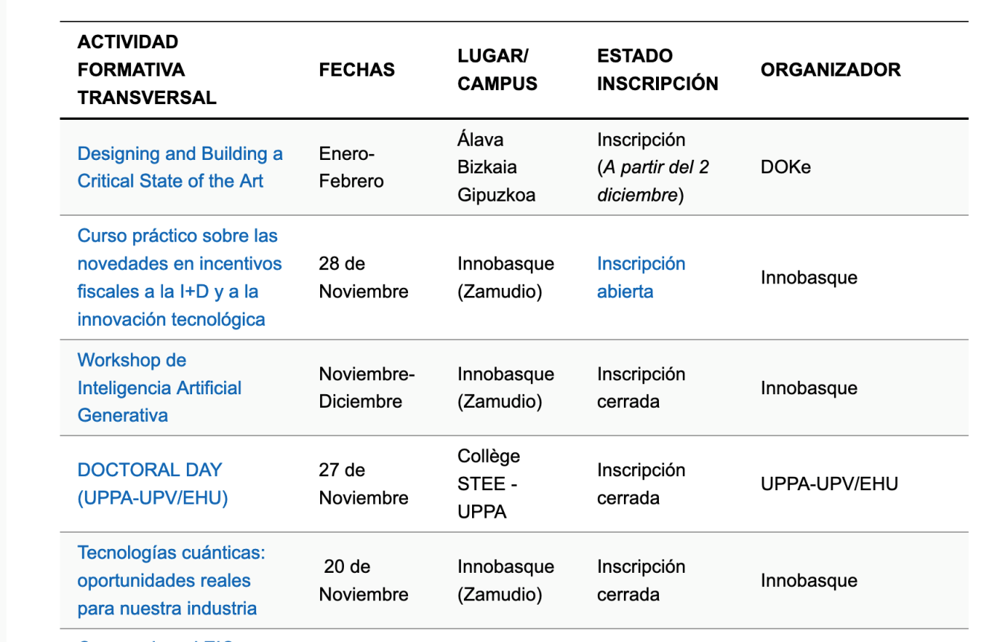 ACTIVIDAD
FORMATIVA
TRANSVERSAL
FECHAS
LUGAR/
CAMPUS
ESTADO
INSCRIPCIÓN
ORGANIZADOR
Designing and Building a
Critical State of the Art
Enero-
Febrero
Álava
Bizkaia
Gipuzkoa
Inscripción
(A partir del 2
diciembre)
DOKe
Curso práctico sobre las
novedades en incentivos
fiscales a la I+D y a la
innovación tecnológica
28 de
Noviembre
Innobasque
(Zamudio)
Inscripción
abierta
Innobasque
Workshop de
Inteligencia Artificial
Generativa
Noviembre-
Diciembre
Innobasque
(Zamudio)
Inscripción
cerrada
Innobasque
DOCTORAL DAY
(UPPA-UPV/EHU)
27 de
Noviembre
Collège
STEE -
UPPA
Inscripción
cerrada
UPPA-UPV/EHU
Tecnologías cuánticas:
oportunidades reales
para nuestra industria
20 de
Noviembre
Innobasque
(Zamudio)
Inscripción
cerrada
Innobasque